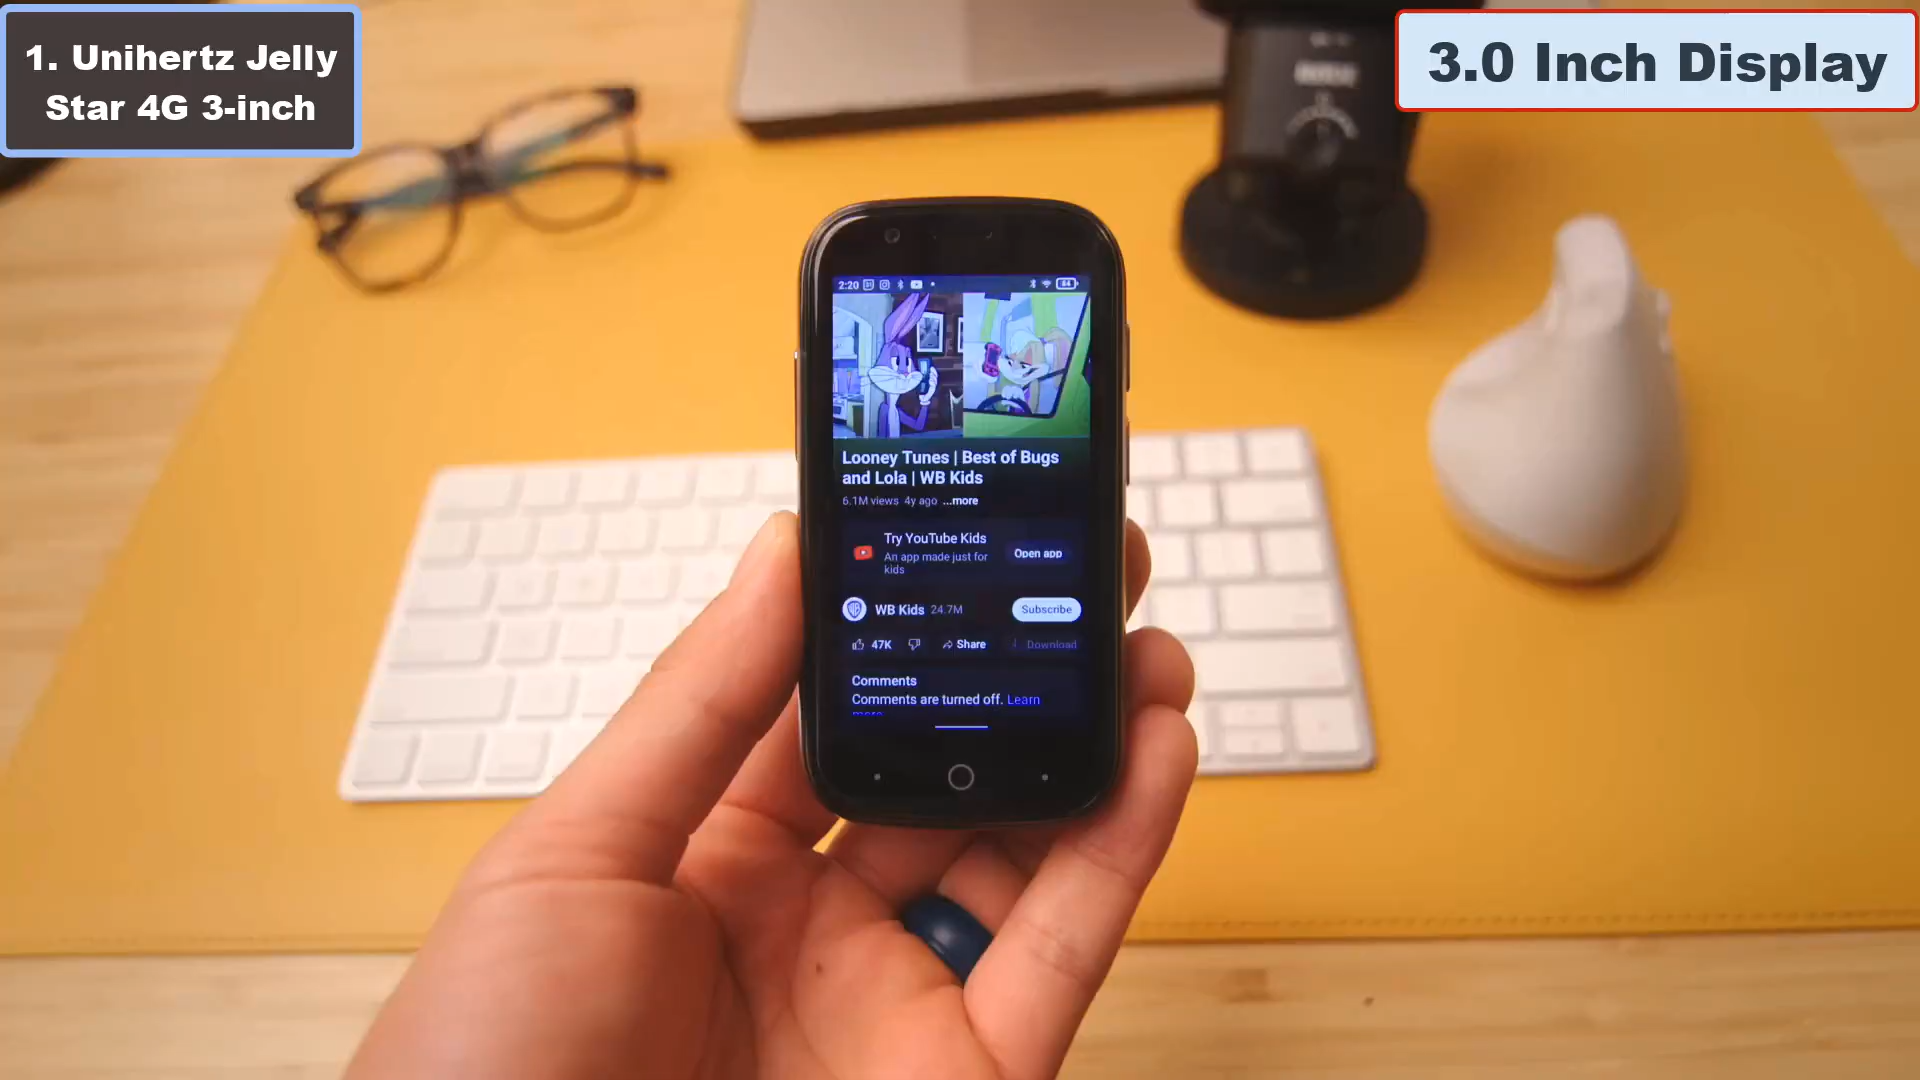 1. Unihertz Jelly
Star 4G 3-inch
3.0 Inch Display
2:20
84
Looney Tunes | Best of Bugs
and Lola | WB Kids
6.1M views 4y ago ...more
Try YouTube Kids
An app made just for
kids
Open app
WB Kids 24.7M
Subscribe
47K
Share
Download
Comments
Comments are turned off. Learn
more